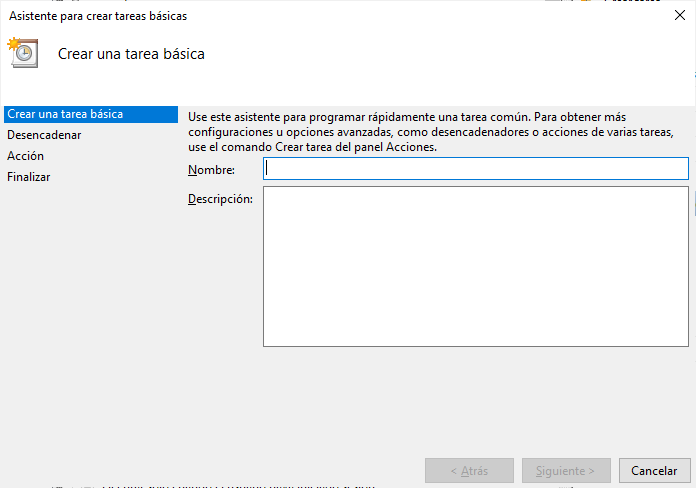 Asistente para crear tareas básicas
Crear una tarea básica
Crear una tarea básica
Desencadenar
Acción
Finalizar
Use este asistente para programar rápidamente una tarea común. Para obtener más
configuraciones u opciones avanzadas, como desencadenadores o acciones de varias tareas,
use el comando Crear tarea del panel Acciones.
Nombre:
Descripción:
< Atrás
Siguiente >
Cancelar